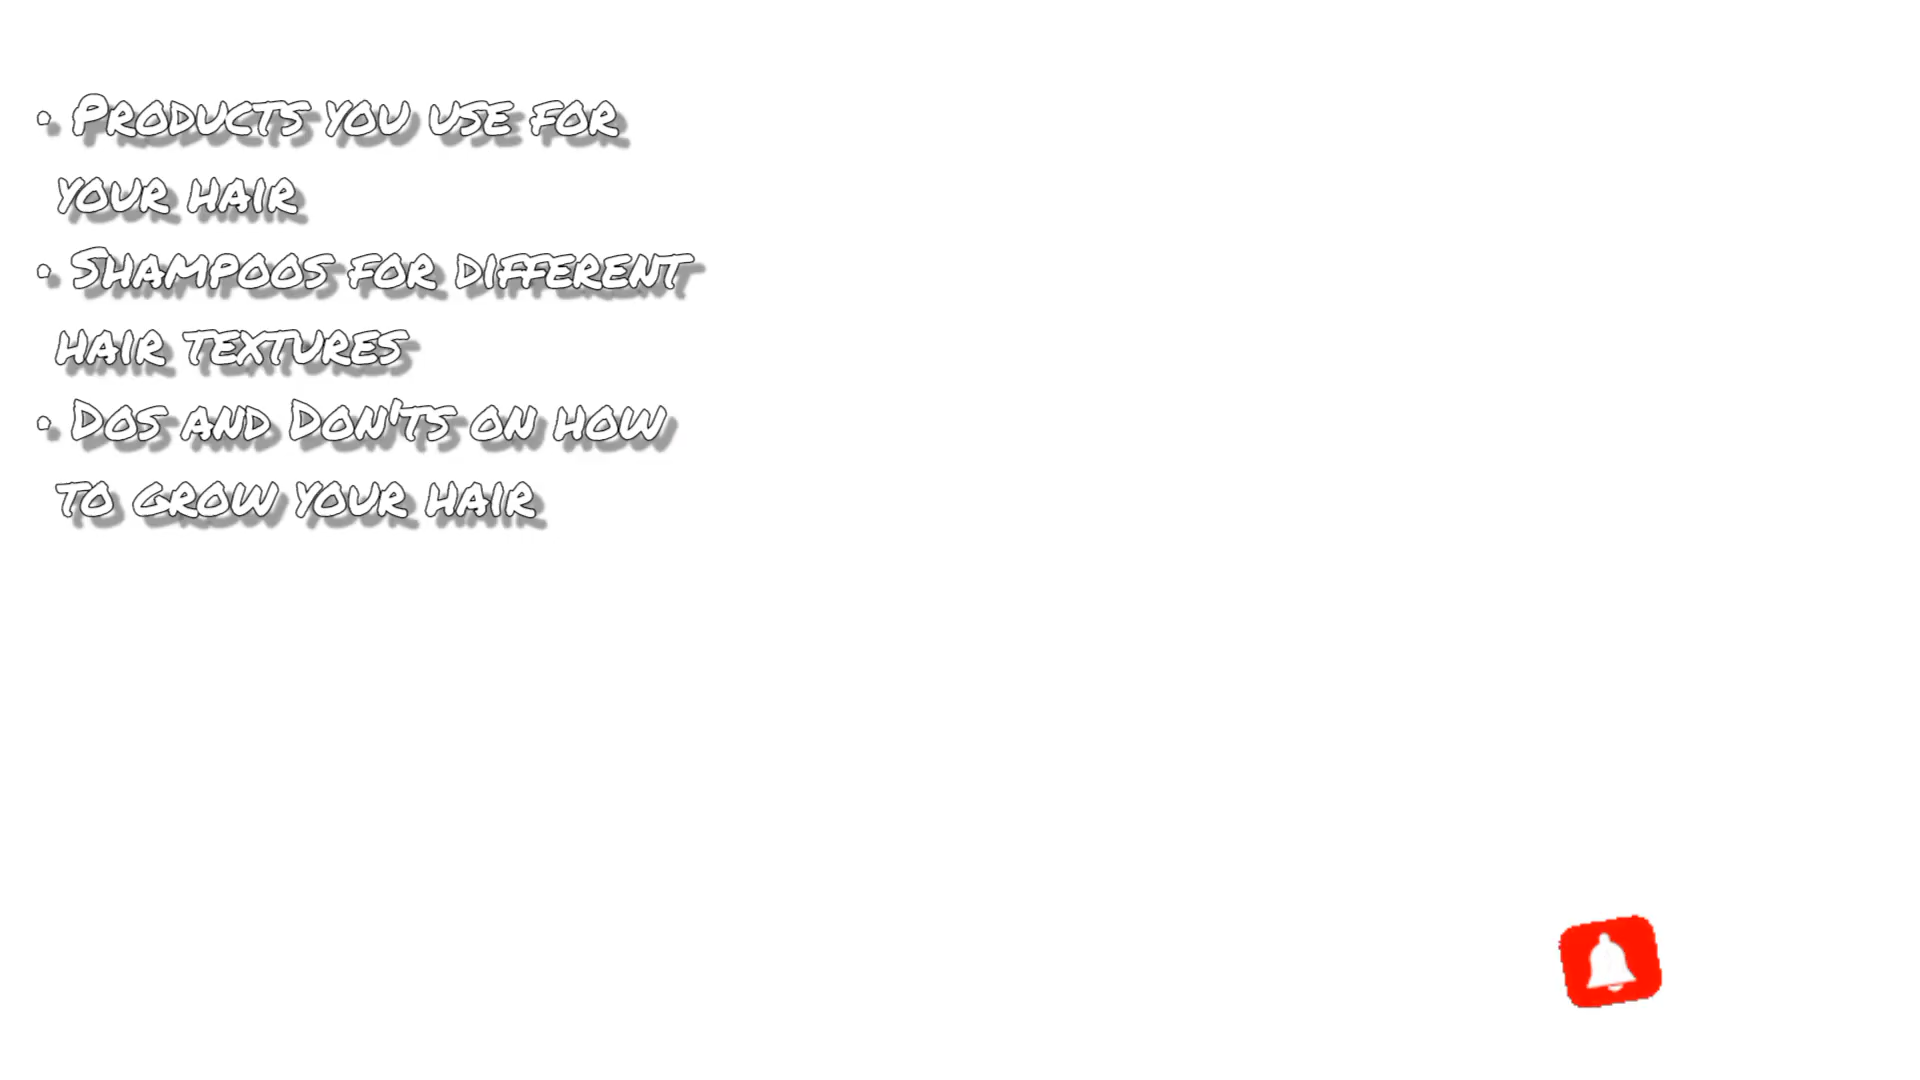 • Products you use for
your hair
• Shampoos for different
hair textures
• Dos and Don'ts on how
to grow your hair